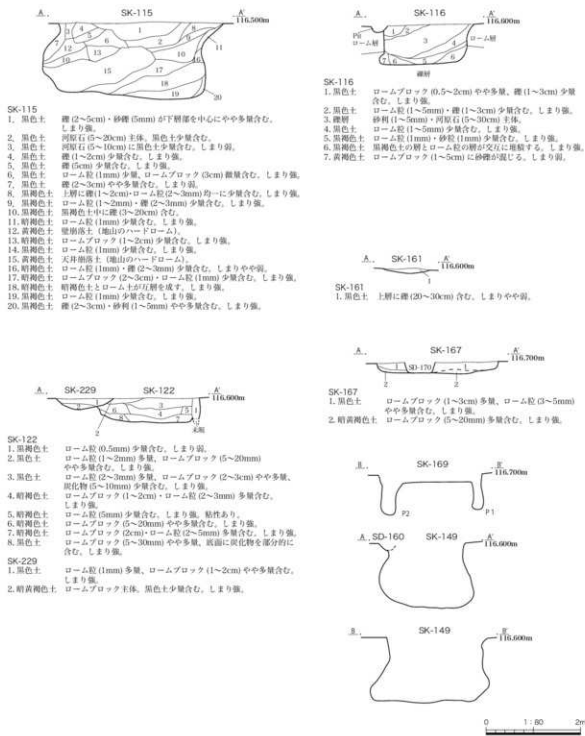 A . SK-115 . A'
116.500m
SK-115
1. 黒色土 礫 (2~5cm)・砂礫 (5mm) が下層部を中心にやや多量含む。
しまり強。
2. 黒色土 河原石 (5~20cm) 主体。黒色土少量含む。
3. 黒色土 河原石 (5~10cm) に黒色土少量含む。しまり弱。
4. 黒色土 礫 (1~2cm) 少量含む。しまり強。
5. 黒色土 礫 (5cm) 少量含む。しまり強。
6. 黒色土 ローム粒 (1mm) 少量、ロームブロック (3cm) 微量含む。しまり強。
7. 黒色土 礫 (2~3cm) やや多量含む。しまり弱。
8. 黒褐色土 上層に礫 (1~2cm)・ローム粒 (2~3mm) 均一に少量含む。しまり強。
9. 黒褐色土 ローム粒 (1~2mm)・礫 (2~3mm) 少量含む。しまり強。
10. 黒褐色土 黒褐色土中に礫 (3~20cm) 含む。
11. 暗褐色土 ローム粒 (1mm) 少量含む。しまり強。
12. 黄褐色土 壁崩落土 (地山のハードローム)。
13. 暗褐色土 ロームブロック (1~2cm) 少量含む。しまり強。
14. 黒褐色土 ローム粒 (1mm) 少量含む。しまり強。
15. 黄褐色土 天井崩落土 (地山のハードローム)。
16. 暗褐色土 ローム粒 (1mm)・礫 (2~3mm) 少量含む。しまりやや弱。
17. 暗褐色土 ロームブロック (2~3cm)・ローム粒 (1mm) 少量含む。しまり強。
18. 暗褐色土 暗褐色土とローム土が互層を成す。しまり強。
19. 黒褐色土 ローム粒 (1mm) 少量含む。しまり強。
20. 黒褐色土 礫 (2~3cm)・砂利 (1~5mm) やや多量含む。しまり強。
A . SK-116 . A'
116.600m
ローム層
ローム層
礫層
SK-116
1. 黒色土 ロームブロック (0.5~2cm) やや多量、礫 (1~3cm) 少量
含む。しまり強。
2. 黒色土 ローム粒 (1~5mm)・礫 (1~3cm) 少量含む。しまり強。
3. 礫層 砂利 (1~5mm)・河原石 (5~30cm) 主体。
4. 黒色土 ローム粒 (1mm) 少量含む。しまり強。
5. 黒褐色土 ローム粒 (1mm)・砂粒 (1mm) 少量含む。しまり強。
6. 黒褐色土 黒褐色土の層とローム粒の層が交互に堆積する。しまり強。
7. 黄褐色土 ロームブロック (1~5cm) に砂礫が混じる。しまり弱。
A . SK-161 . A'
116.600m
SK-161
1. 黒色土 上層に礫 (20~30cm) 含む。しまりやや弱。
A . SK-167 . A'
116.700m
SD-170
SK-167
1. 黒色土 ロームブロック (1~3cm) 多量、ローム粒 (3~5mm)
やや多量含む。しまり強。
2. 暗黄褐色土 ロームブロック (5~20mm) 多量含む。しまり強。
A . SK-229 SK-122 . A'
116.600m
未掘
SK-122
1. 黒褐色土 ローム粒 (0.5mm) 少量含む。しまり弱。
2. 黒色土 ローム粒 (1~2mm) 多量、ロームブロック (5~20mm)
やや多量含む。しまり強。
3. 黒色土 ローム粒 (2~3mm) 多量、ロームブロック (2~3cm) やや多量、
炭化物 (5~10mm) 少量含む。しまり強。
4. 暗褐色土 ロームブロック (1~2cm)・ローム粒 (2~3mm) 多量含む。
しまり強。
5. 暗褐色土 ローム粒 (5mm) 少量含む。しまり強。粘性あり。
6. 暗褐色土 ロームブロック (5~20mm) やや多量含む。しまり強。
7. 暗褐色土 ロームブロック (2cm)・ローム粒 (2~5mm) 多量含む。しまり強。
8. 黒色土 ロームブロック (5~30mm) やや多量、底面に炭化物を部分的に
含む。しまり強。
SK-229
1. 黒色土 ローム粒 (1mm) 多量、ロームブロック (1~2cm) やや多量含む。
しまり強。
2. 暗黄褐色土 ロームブロック主体。黒色土少量含む。しまり強。
B . SK-169 . B'
116.700m
P2 P1
A . SD-160 SK-149 . A'
116.600m
B . SK-149 . B'
116.600m
0 1:80 2m